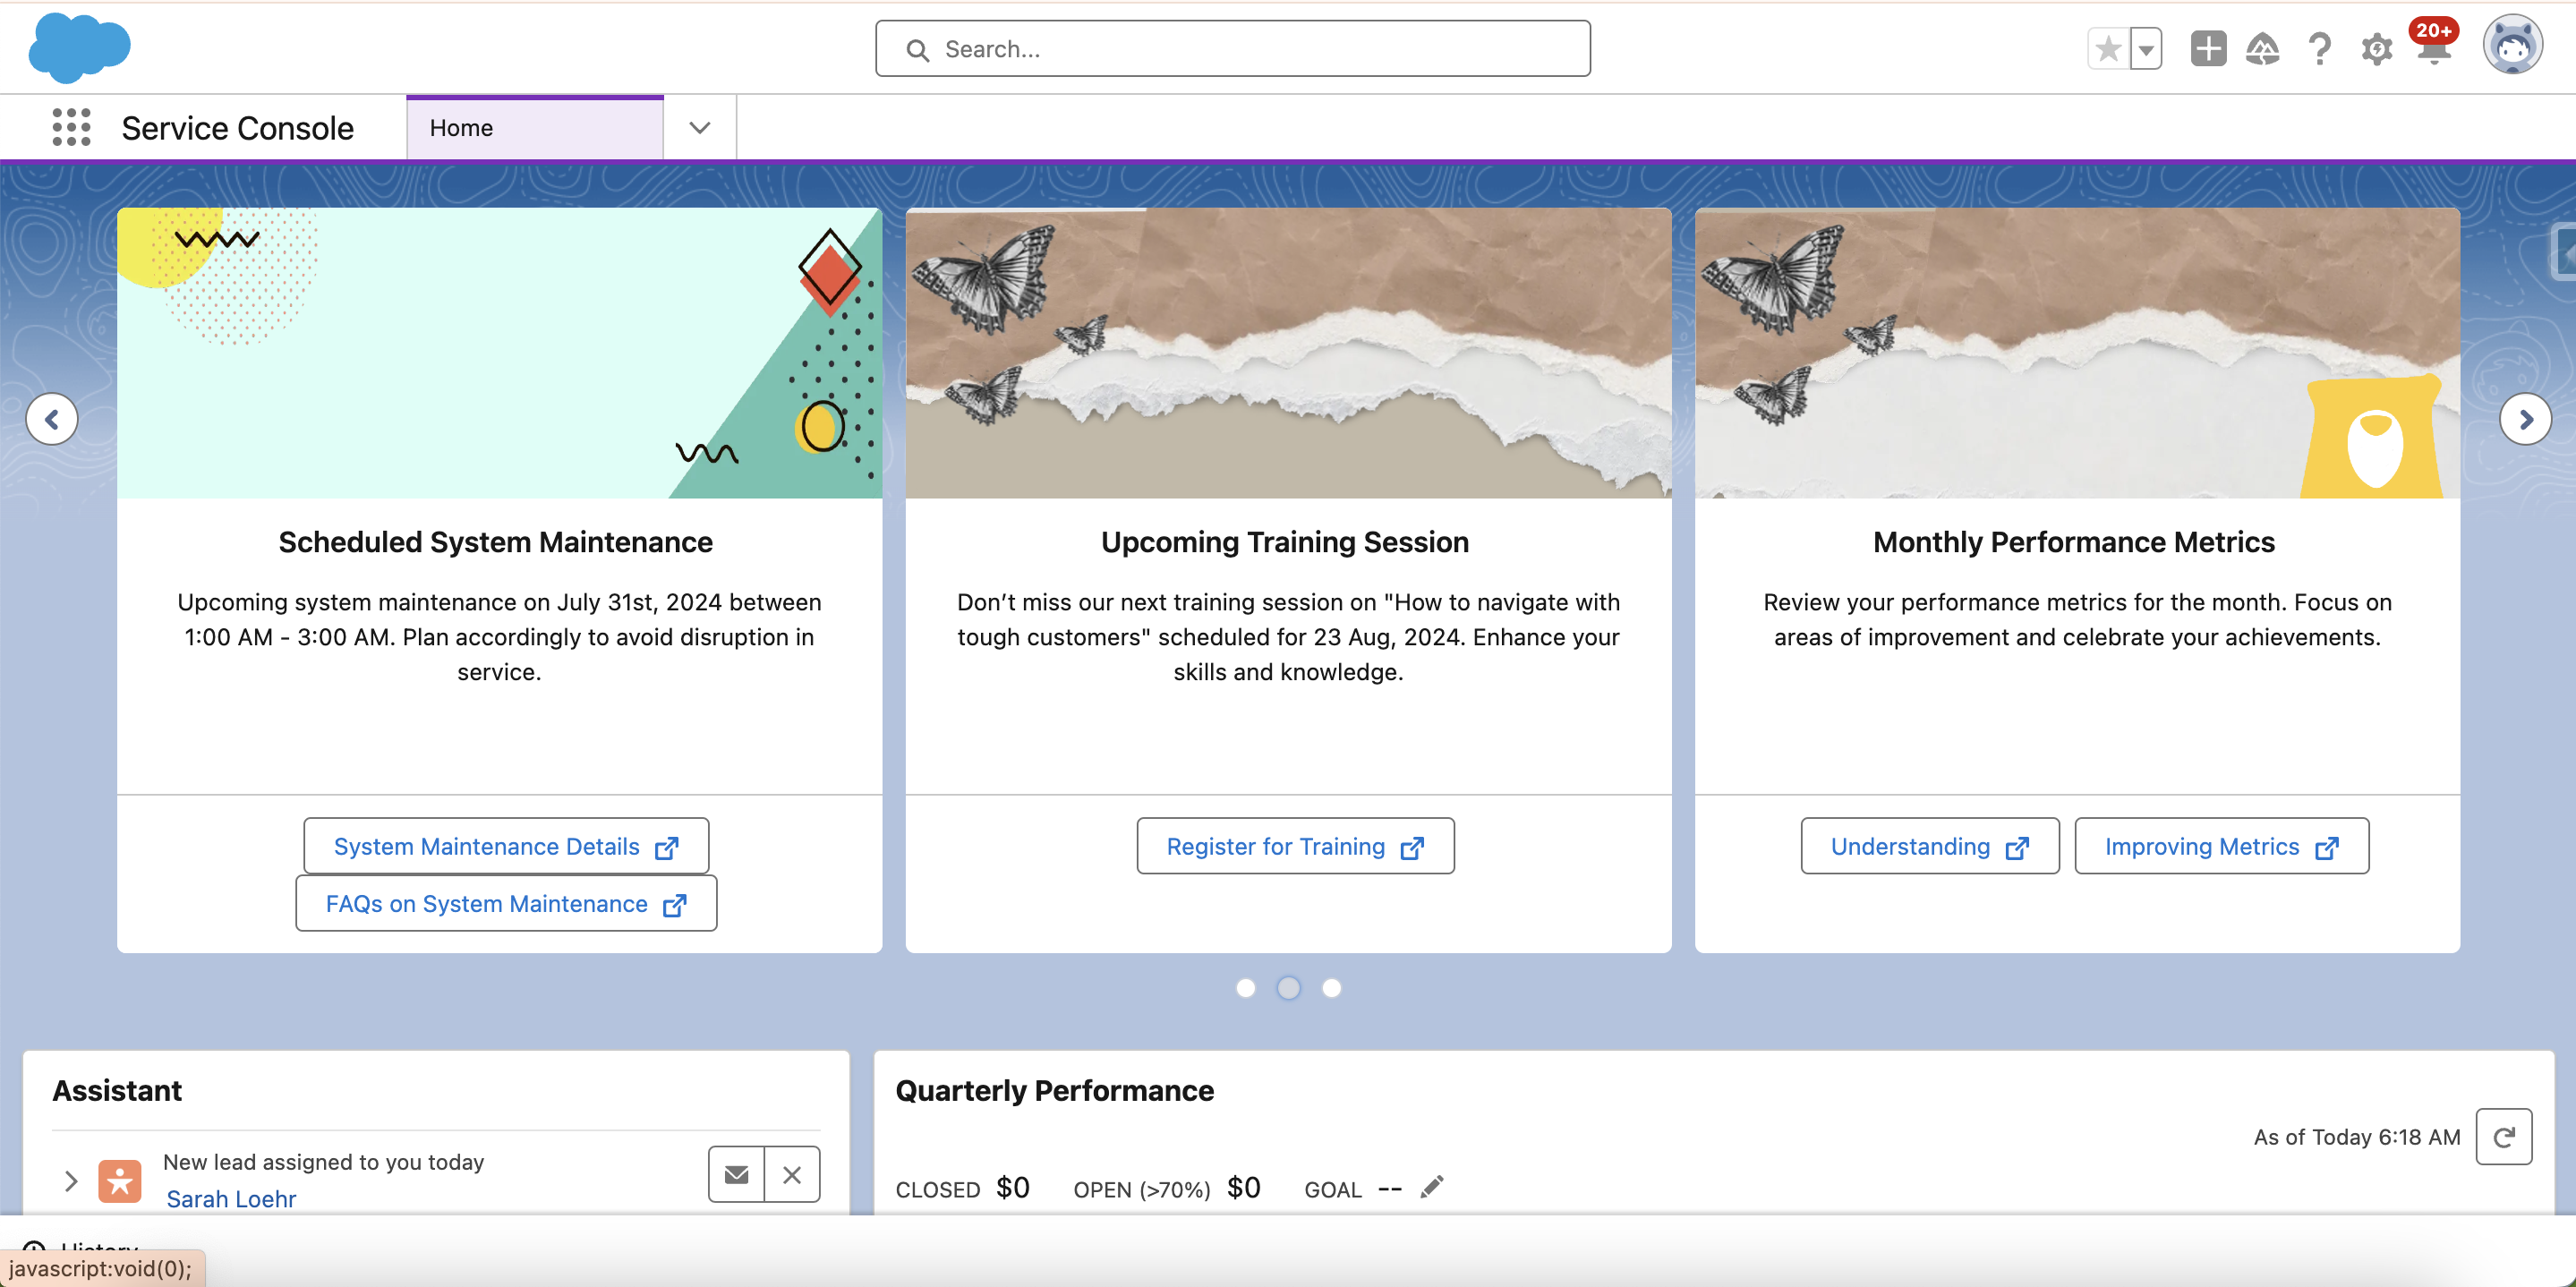 Search...
20+
Service Console
Home
Scheduled System Maintenance
Upcoming system maintenance on July 31st, 2024 between
1:00 AM - 3:00 AM. Plan accordingly to avoid disruption in
service.
System Maintenance Details
FAQs on System Maintenance
Upcoming Training Session
Don’t miss our next training session on "How to navigate with
tough customers" scheduled for 23 Aug, 2024. Enhance your
skills and knowledge.
Register for Training
Monthly Performance Metrics
Review your performance metrics for the month. Focus on
areas of improvement and celebrate your achievements.
Understanding
Improving Metrics
Assistant
New lead assigned to you today
Sarah Loehr
Quarterly Performance
As of Today 6:18 AM
CLOSED $0 OPEN (>70%) $0 GOAL --
History
javascript:void(0);